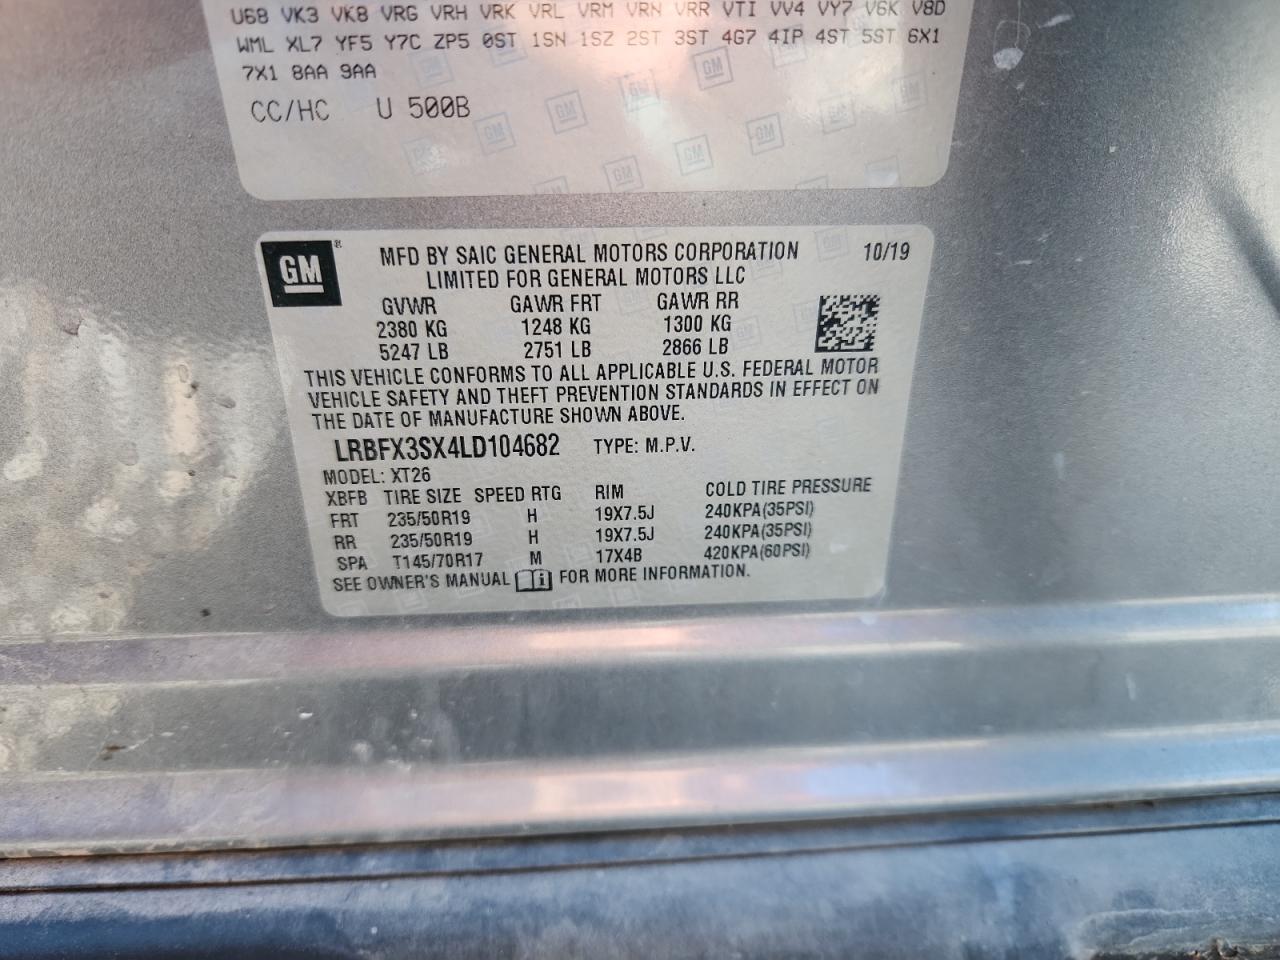 U68 VK3 VK8 VRG VRH VRK VRL VRM VRN VRR VTI VV4 VY7 V6K V8D
WML XL7 YF5 Y7C ZP5 0ST 1SN 1SZ 2ST 3ST 4G7 4IP 4ST 5ST 6X1
7X1 8AA 9AA
CC/HC U 500B
GM®
MFD BY SAIC GENERAL MOTORS CORPORATION 10/19
LIMITED FOR GENERAL MOTORS LLC
GVWR GAWR FRT GAWR RR
2380 KG 1248 KG 1300 KG
5247 LB 2751 LB 2866 LB
THIS VEHICLE CONFORMS TO ALL APPLICABLE U.S. FEDERAL MOTOR
VEHICLE SAFETY AND THEFT PREVENTION STANDARDS IN EFFECT ON
THE DATE OF MANUFACTURE SHOWN ABOVE.
LRBFX3SX4LD104682 TYPE: M.P.V.
MODEL: XT26
XBFB TIRE SIZE SPEED RTG RIM COLD TIRE PRESSURE
FRT 235/50R19 H 19X7.5J 240KPA(35PSI)
RR 235/50R19 H 19X7.5J 240KPA(35PSI)
SPA T145/70R17 M 17X4B 420KPA(60PSI)
SEE OWNER'S MANUAL i FOR MORE INFORMATION.